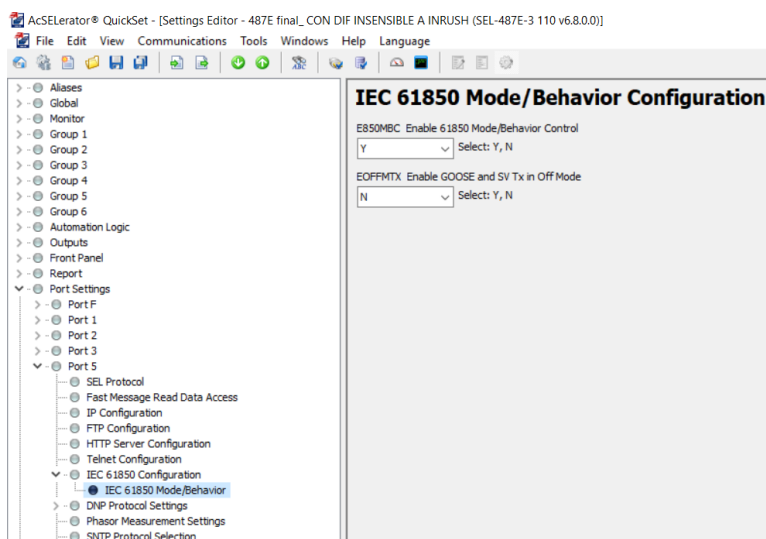 AcSELerator® QuickSet - [Settings Editor - 487E final_ CON DIF INSENSIBLE A INRUSH (SEL-487E-3 110 v6.8.0.0)]
File Edit View Communications Tools Windows Help Language
Aliases
Global
Monitor
Group 1
Group 2
Group 3
Group 4
Group 5
Group 6
Automation Logic
Outputs
Front Panel
Report
Port Settings
Port F
Port 1
Port 2
Port 3
Port 5
SEL Protocol
Fast Message Read Data Access
IP Configuration
FTP Configuration
HTTP Server Configuration
Telnet Configuration
IEC 61850 Configuration
IEC 61850 Mode/Behavior
DNP Protocol Settings
Phasor Measurement Settings
SNTP Protocol Selection
IEC 61850 Mode/Behavior Configuration
E850MBC Enable 61850 Mode/Behavior Control
Y Select: Y, N
EOFFMTX Enable GOOSE and SV Tx in Off Mode
N Select: Y, N